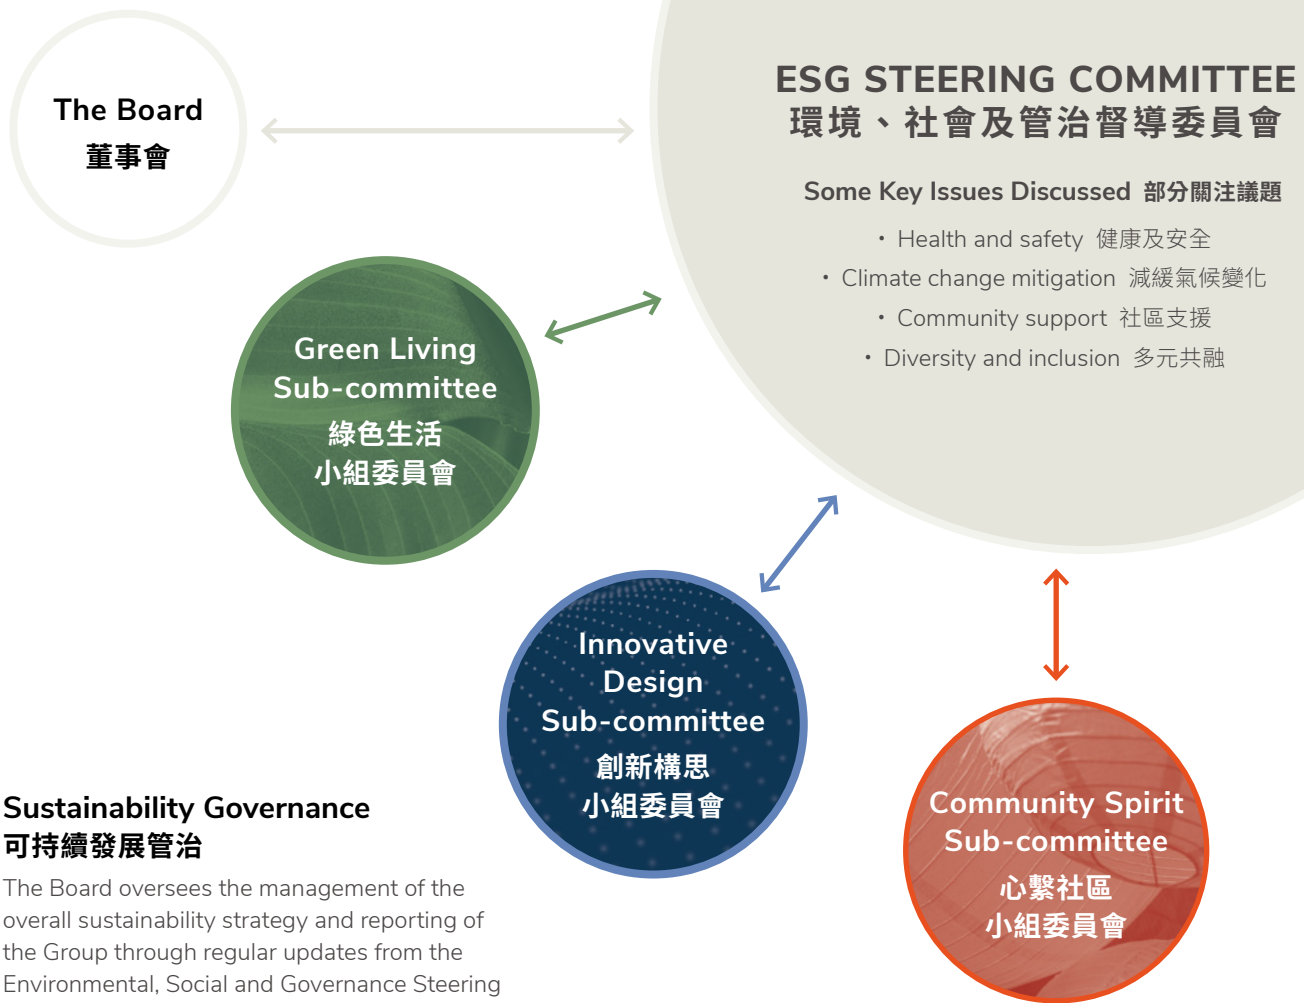 The Board
董事會
ESG STEERING COMMITTEE
環境、社會及管治督導委員會
Some Key Issues Discussed 部分關注議題
• Health and safety 健康及安全
• Climate change mitigation 減緩氣候變化
• Community support 社區支援
• Diversity and inclusion 多元共融
Green Living
Sub-committee
綠色生活
小組委員會
Innovative
Design
Sub-committee
創新構思
小組委員會
Community Spirit
Sub-committee
心繫社區
小組委員會
Sustainability Governance
可持續發展管治
The Board oversees the management of the
overall sustainability strategy and reporting of
the Group through regular updates from the
Environmental, Social and Governance Steering